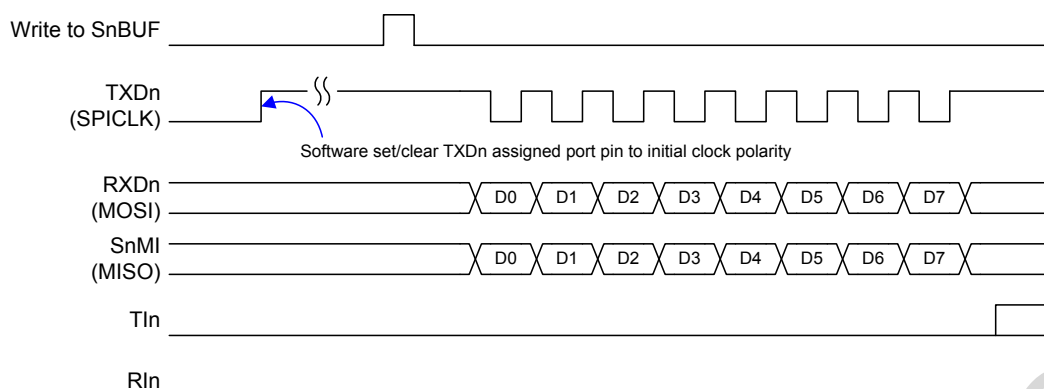 Write to SnBUF
TXDn
(SPICLK)
Software set/clear TXDn assigned port pin to initial clock polarity
RXDn
(MOSI)
D0 D1 D2 D3 D4 D5 D6 D7
SnMI
(MISO)
D0 D1 D2 D3 D4 D5 D6 D7
TIn
RIn